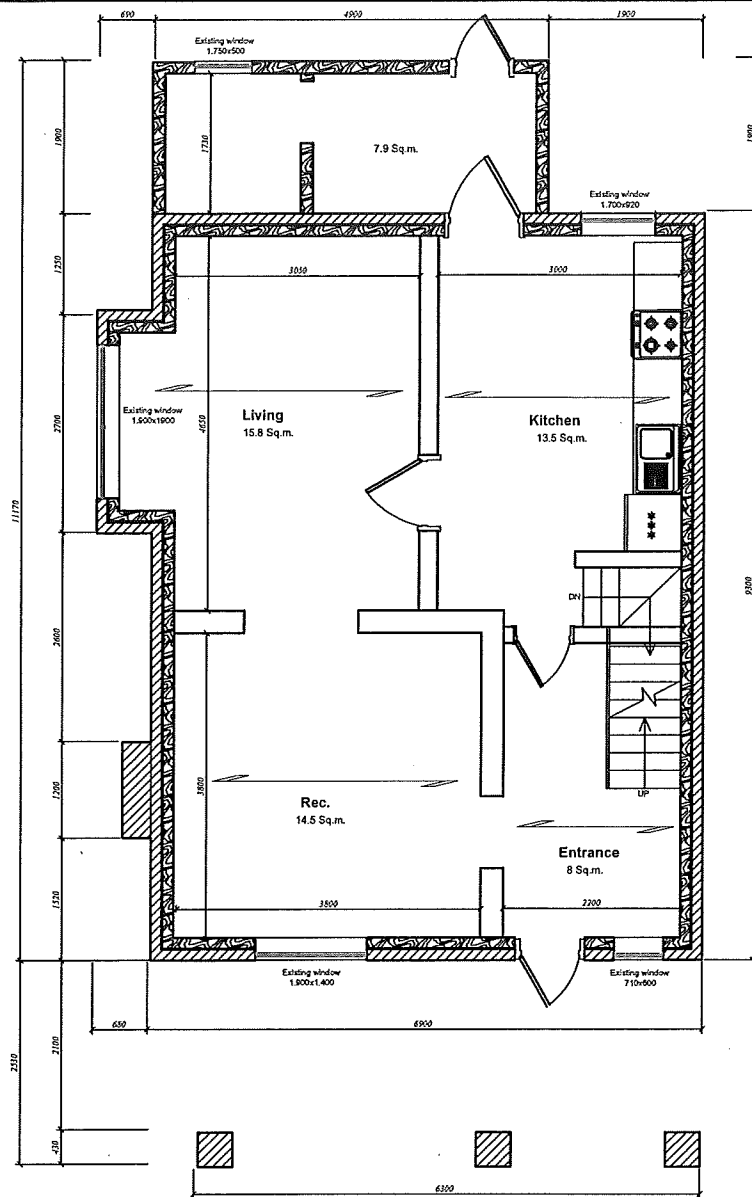 690
4900
1900
Existing window
1.750x500
1900
1730
7.9 Sq.m.
1900
Existing window
1.700x920
1250
3050
3000
Existing window
1.900x1900
Living
15.8 Sq.m.
4650
Kitchen
13.5 Sq.m.
2700
11170
9300
DN
2600
UP
1200
3800
Rec.
14.5 Sq.m.
Entrance
8 Sq.m.
1520
3800
2200
Existing window
1.900x1.400
Existing window
710x600
680
6900
2100
2530
430
6300